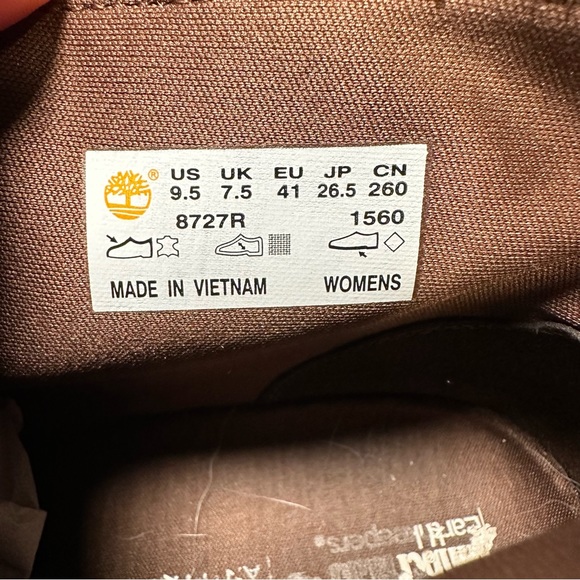 ® US UK EU JP CN
9.5 7.5 41 26.5 260
8727R 1560
MADE IN VIETNAM WOMENS
Earthkeepers.